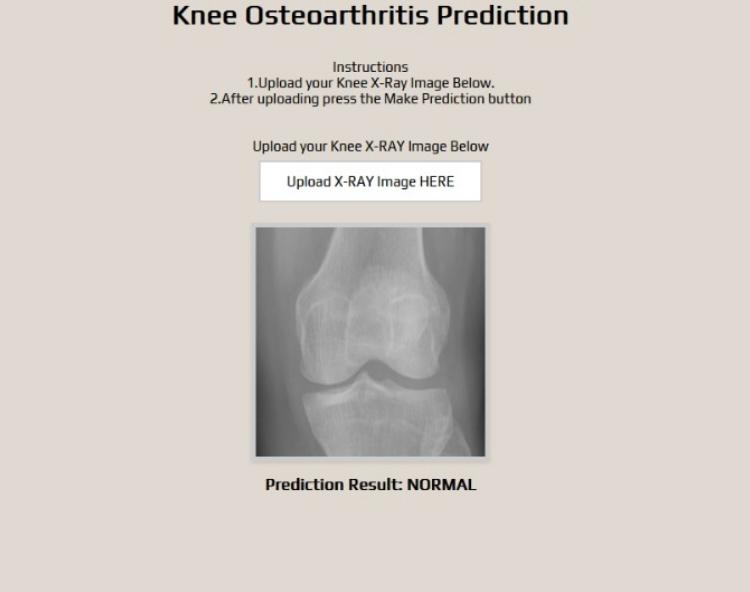 Knee Osteoarthritis Prediction
Instructions
1.Upload your Knee X-Ray Image Below.
2.After uploading press the Make Prediction button
Upload your Knee X-RAY Image Below
Upload X-RAY Image HERE
Prediction Result: NORMAL